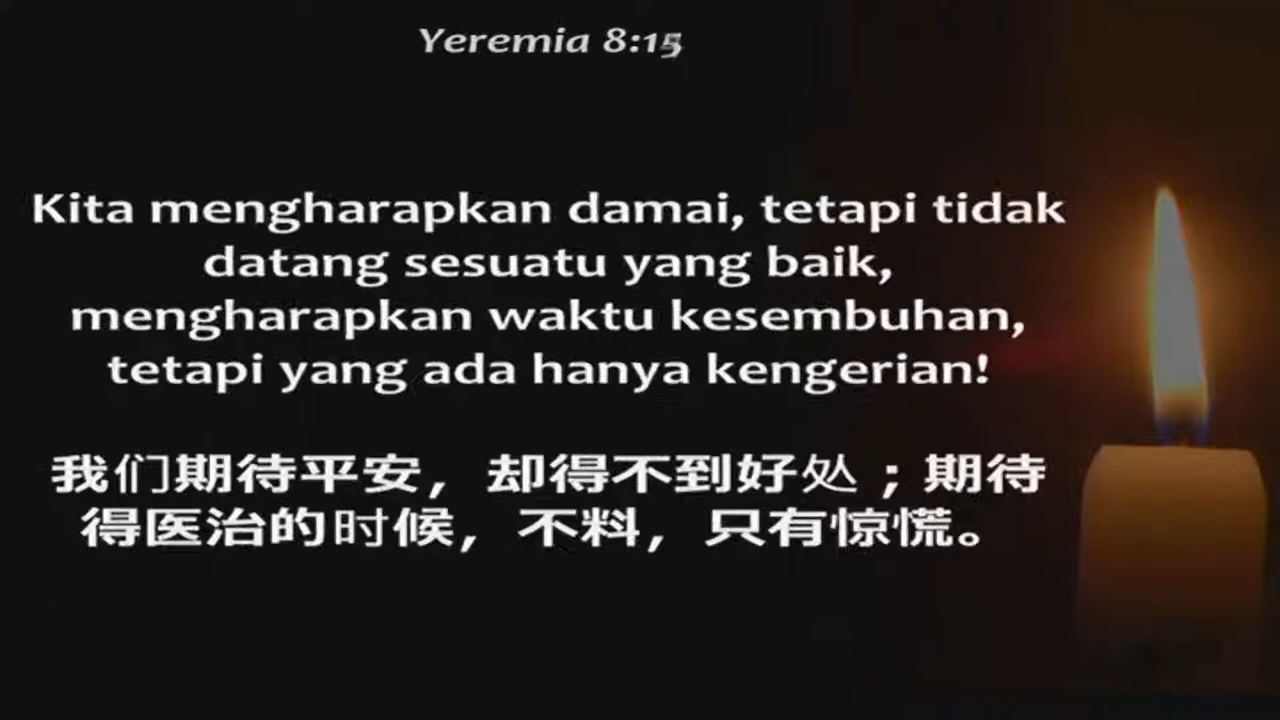 Yeremia 8:15
Kita mengharapkan damai, tetapi tidak
datang sesuatu yang baik,
mengharapkan waktu kesembuhan,
tetapi yang ada hanya kengerian!
我们期待平安，却得不到好处；期待
得医治的时候，不料，只有惊慌。